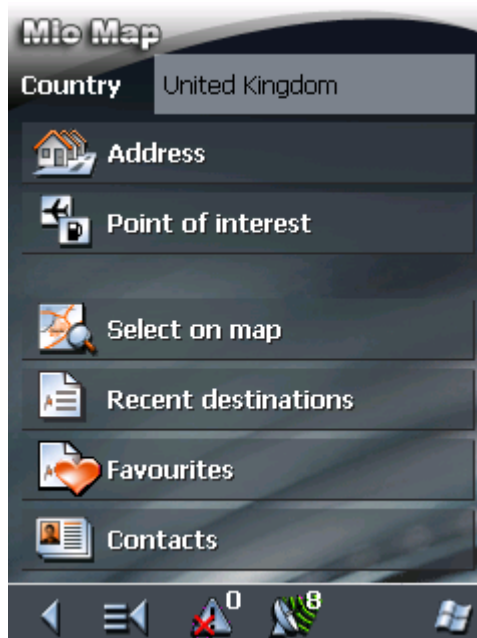 Mio Map
Country United Kingdom
Address
Point of interest
Select on map
Recent destinations
Favourites
Contacts
0 8